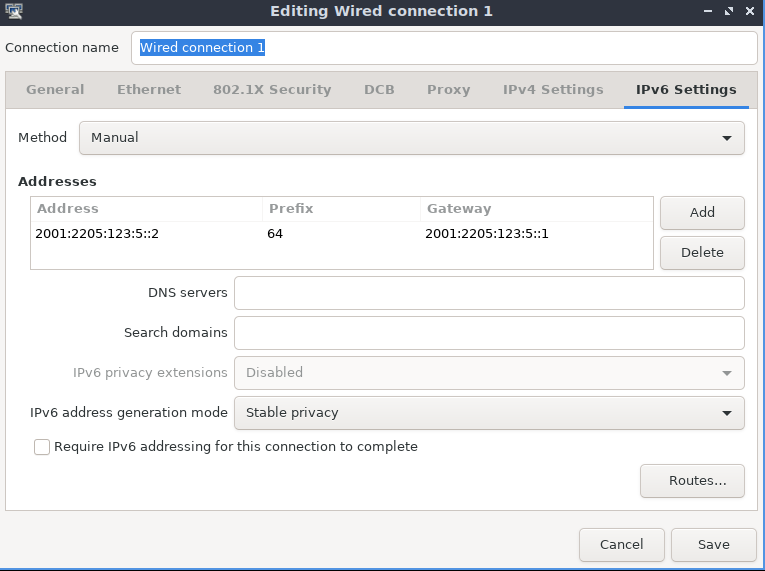 Editing Wired connection 1
Connection name Wired connection 1
General Ethernet 802.1X Security DCB Proxy IPv4 Settings IPv6 Settings
Method Manual
Addresses
Address Prefix Gateway
2001:2205:123:5::2 64 2001:2205:123:5::1
Add
Delete
DNS servers
Search domains
IPv6 privacy extensions Disabled
IPv6 address generation mode Stable privacy
Require IPv6 addressing for this connection to complete
Routes...
Cancel Save